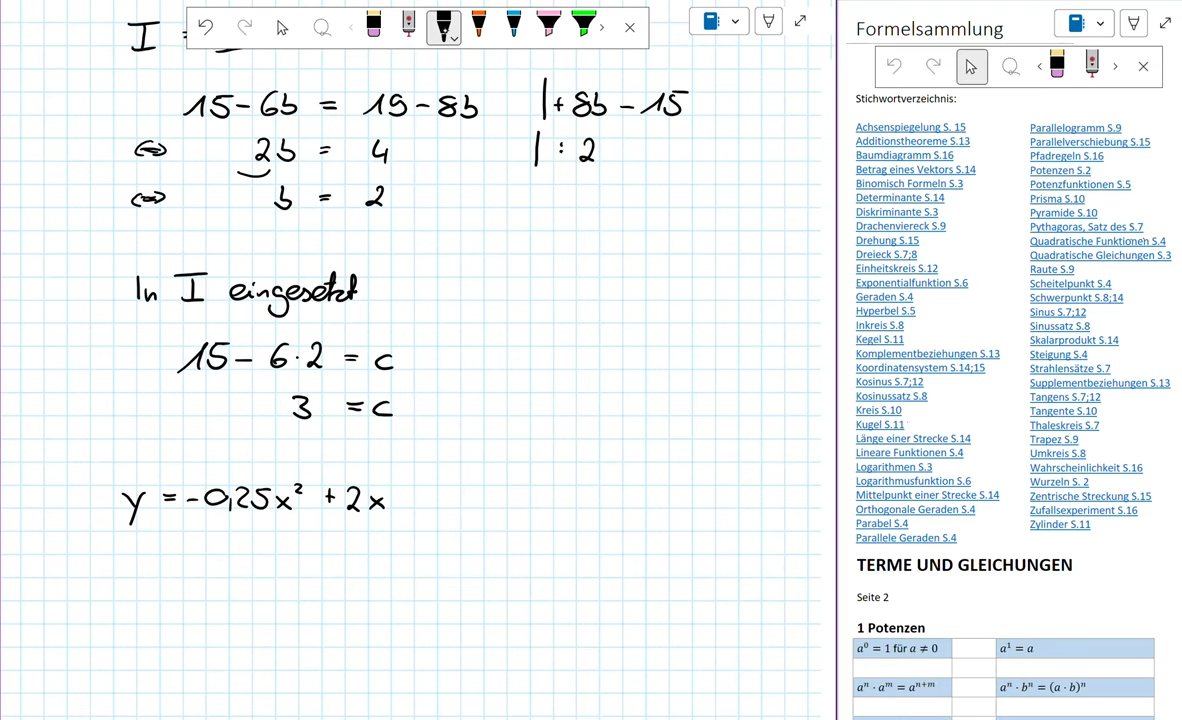 I =
15 - 6b = 19 - 8b | + 8b - 15
⇔ 2b = 4 | : 2
⇔ b = 2
In I eingesetzt
15 - 6 · 2 = c
3 = c
y = -0,25x² + 2x
Formelsammlung
Stichwortverzeichnis:
Achsenspiegelung S. 15
Additionstheoreme S.13
Baumdiagramm S.16
Betrag eines Vektors S.14
Binomisch Formeln S.3
Determinante S.14
Diskriminante S.3
Drachenviereck S.9
Drehung S.15
Dreieck S.7;8
Einheitskreis S.12
Exponentialfunktion S.6
Geraden S.4
Hyperbel S.5
Inkreis S.8
Kegel S.11
Komplementbeziehungen S.13
Koordinatensystem S.14;15
Kosinus S.7;12
Kosinussatz S.8
Kreis S.10
Kugel S.11
Länge einer Strecke S.14
Lineare Funktionen S.4
Logarithmen S.3
Logarithmusfunktion S.6
Mittelpunkt einer Strecke S.14
Orthogonale Geraden S.4
Parabel S.4
Parallele Geraden S.4
Parallelogramm S.9
Parallelverschiebung S.15
Pfadregeln S.16
Potenzen S.2
Potenzfunktionen S.5
Prisma S.10
Pyramide S.10
Pythagoras, Satz des S.7
Quadratische Funktionen S.4
Quadratische Gleichungen S.3
Raute S.9
Scheitelpunkt S.4
Schwerpunkt S.8;14
Sinus S.7;12
Sinussatz S.8
Skalarprodukt S.14
Steigung S.4
Strahlensätze S.7
Supplementbeziehungen S.13
Tangens S.7;12
Tangente S.10
Thaleskreis S.7
Trapez S.9
Umkreis S.8
Wahrscheinlichkeit S.16
Wurzeln S. 2
Zentrische Streckung S.15
Zufallsexperiment S.16
Zylinder S.11
TERME UND GLEICHUNGEN
Seite 2
1 Potenzen
a⁰ = 1 für a ≠ 0 a¹ = a
aⁿ · aᵐ = aⁿ⁺ᵐ aⁿ · bⁿ = (a · b)ⁿ